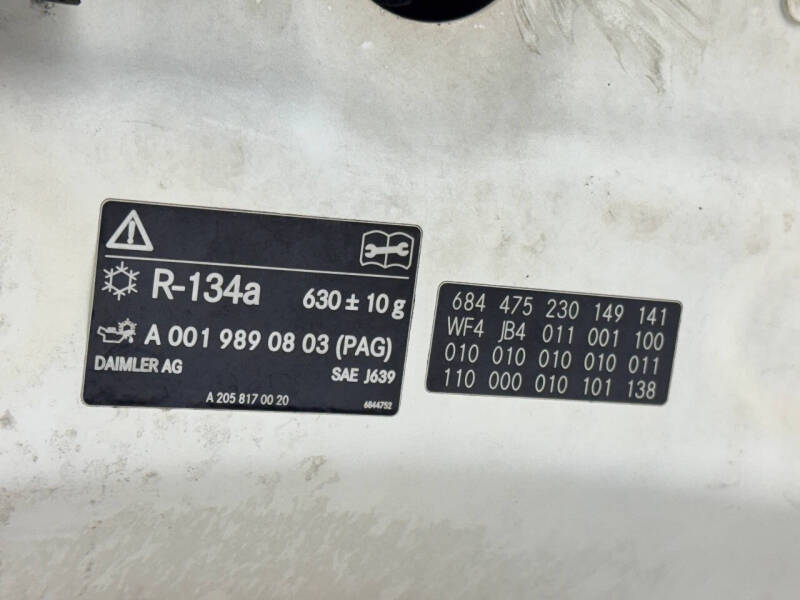 R-134a 630 ± 10 g
A 001 989 08 03 (PAG)
DAIMLER AG SAE J639
A 205 817 00 20 6844752
684 475 230 149 141
WF4 JB4 011 001 100
010 010 010 010 011
110 000 010 101 138